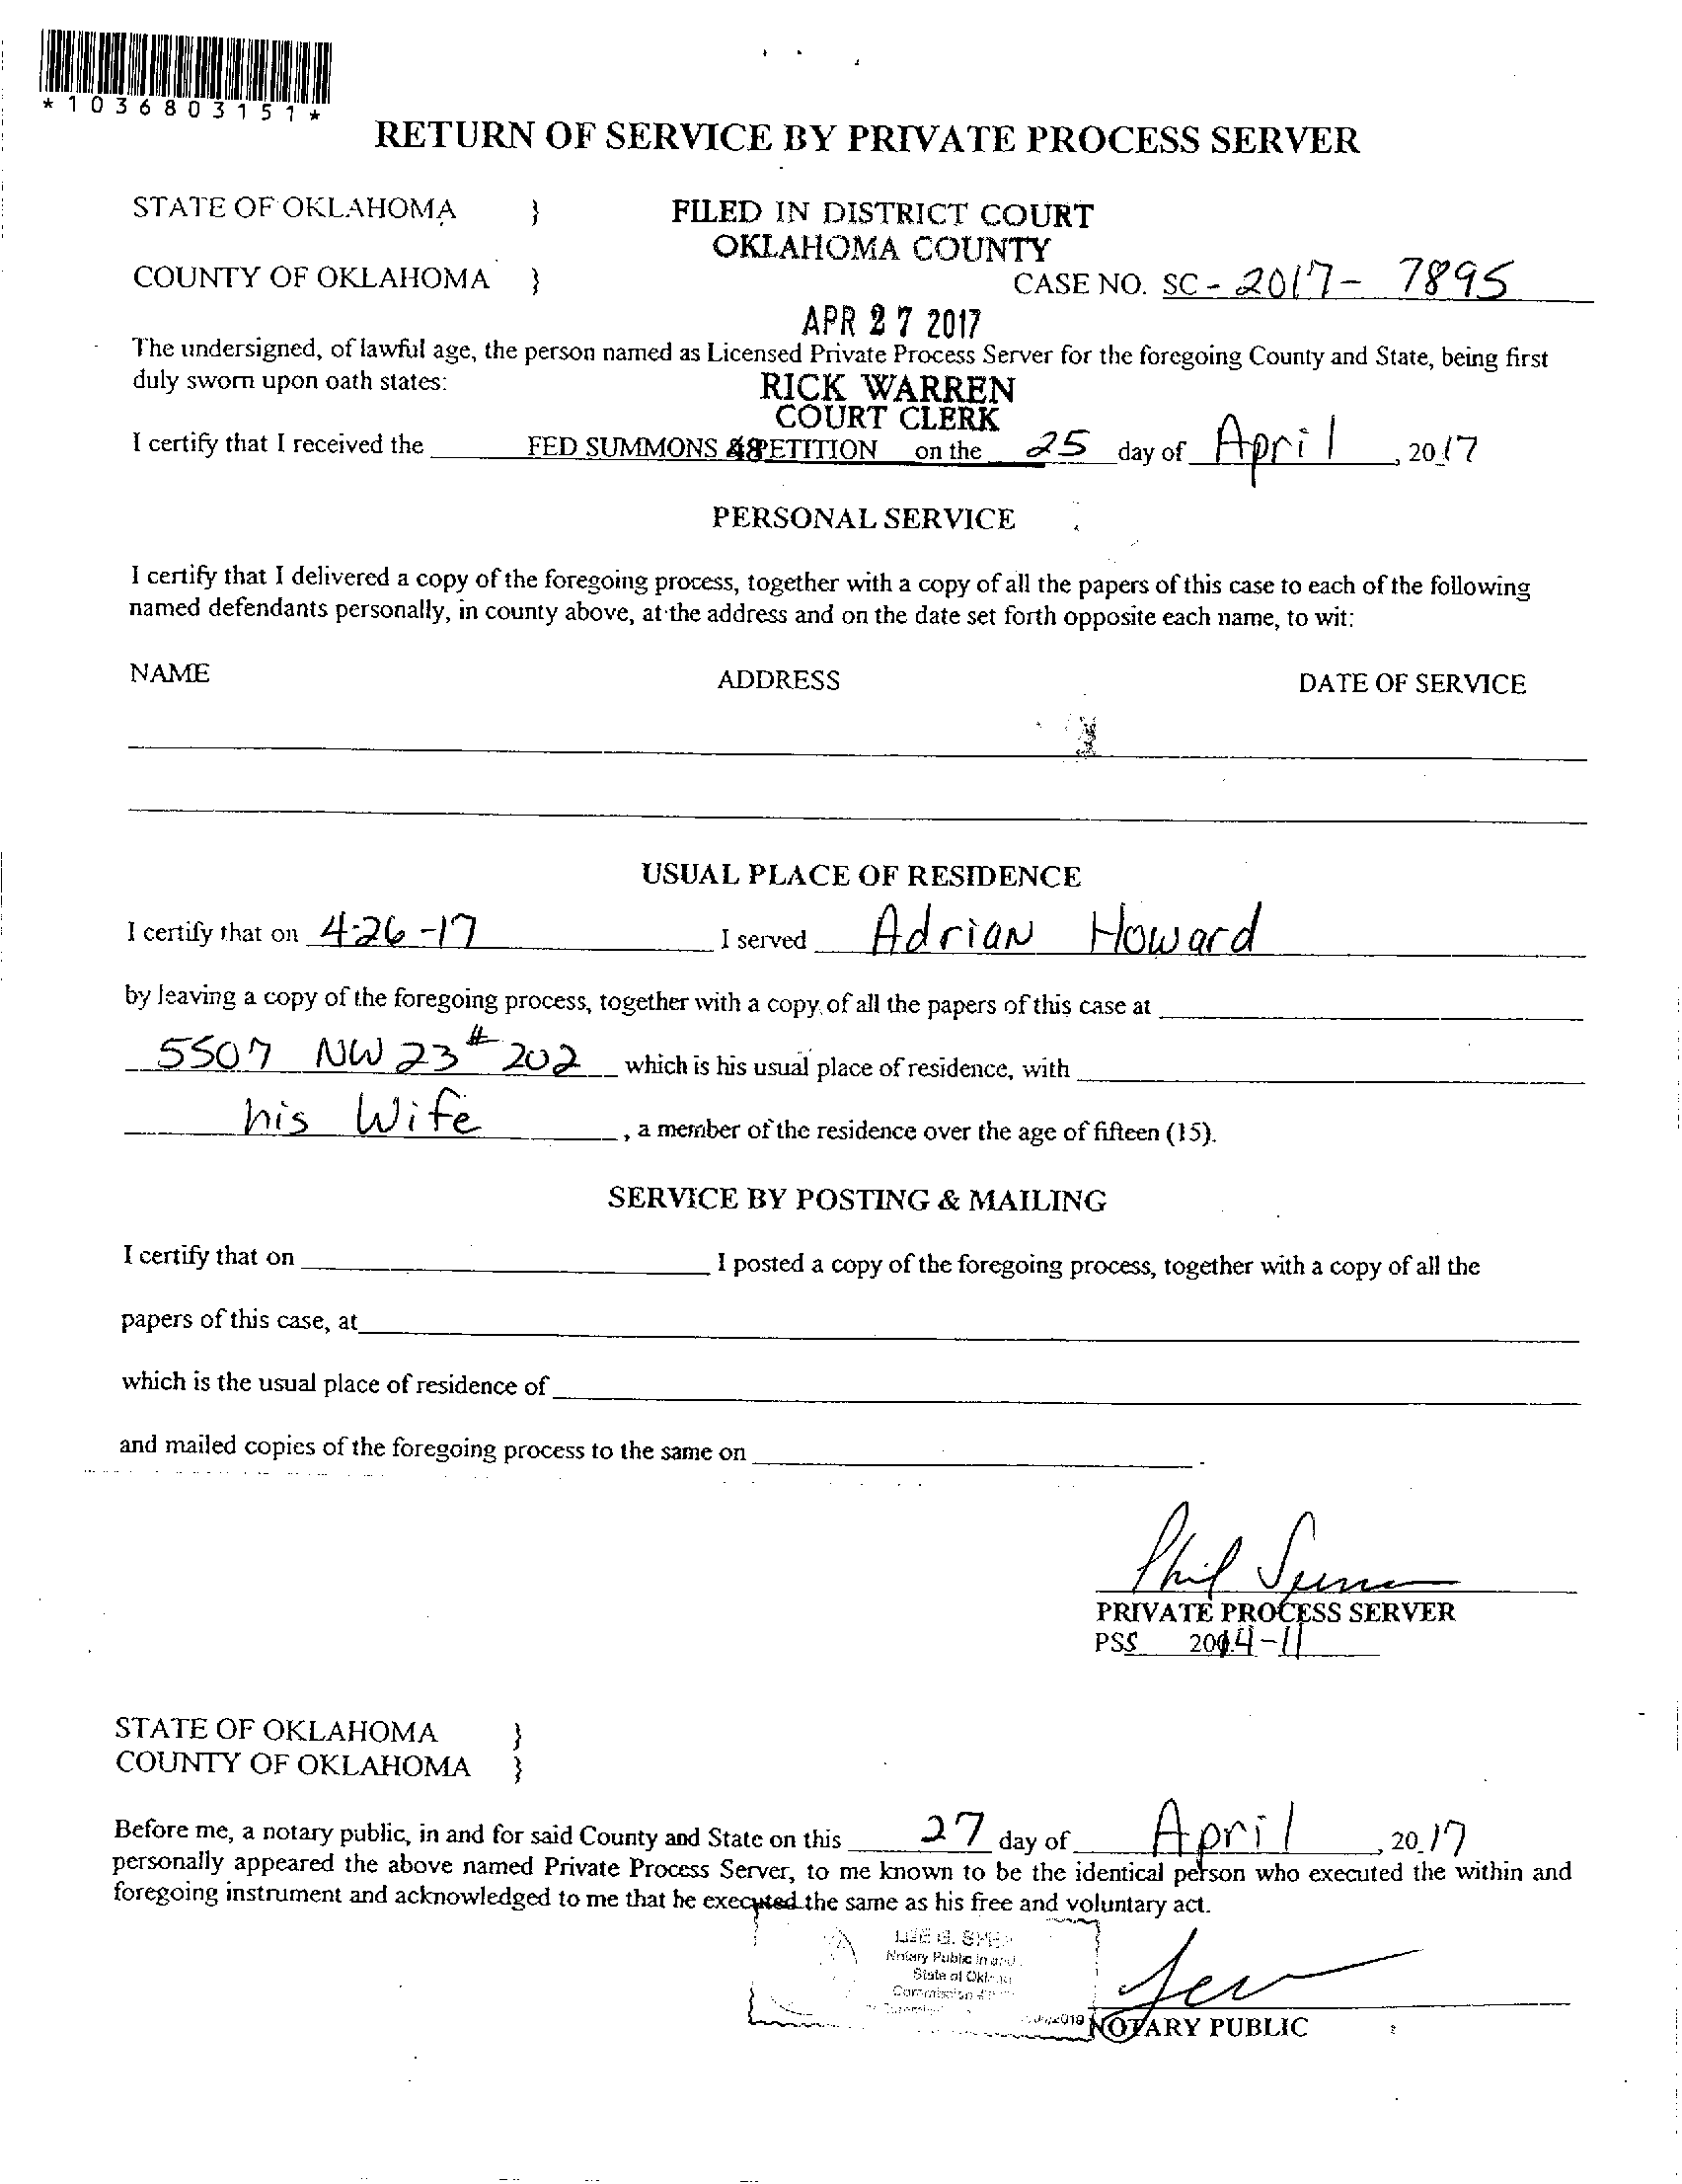 *1036803151*
RETURN OF SERVICE BY PRIVATE PROCESS SERVER
STATE OF OKLAHOMA }
FILED IN DISTRICT COURT
OKLAHOMA COUNTY
COUNTY OF OKLAHOMA }
CASE NO. SC - 2017- 7895
APR 27 2017
The undersigned, of lawful age, the person named as Licensed Private Process Server for the foregoing County and State, being first
duly sworn upon oath states:
RICK WARREN
COURT CLERK
I certify that I received the FED SUMMONS & PETITION on the 25 day of April, 2017
PERSONAL SERVICE
I certify that I delivered a copy of the foregoing process, together with a copy of all the papers of this case to each of the following
named defendants personally, in county above, at the address and on the date set forth opposite each name, to wit:
NAME ADDRESS DATE OF SERVICE
USUAL PLACE OF RESIDENCE
I certify that on 4-26-17 I served Adrian Howard
by leaving a copy of the foregoing process, together with a copy of all the papers of this case at
5507 NW 23 # 202 which is his usual place of residence, with
his Wife, a member of the residence over the age of fifteen (15).
SERVICE BY POSTING & MAILING
I certify that on I posted a copy of the foregoing process, together with a copy of all the
papers of this case, at
which is the usual place of residence of
and mailed copies of the foregoing process to the same on .
Phil
PRIVATE PROCESS SERVER
PSS 2014-11
STATE OF OKLAHOMA }
COUNTY OF OKLAHOMA }
Before me, a notary public, in and for said County and State on this 27 day of April, 2017
personally appeared the above named Private Process Server, to me known to be the identical person who executed the within and
foregoing instrument and acknowledged to me that he executed the same as his free and voluntary act.
Notary Public in and
State of
Commission
NOTARY PUBLIC